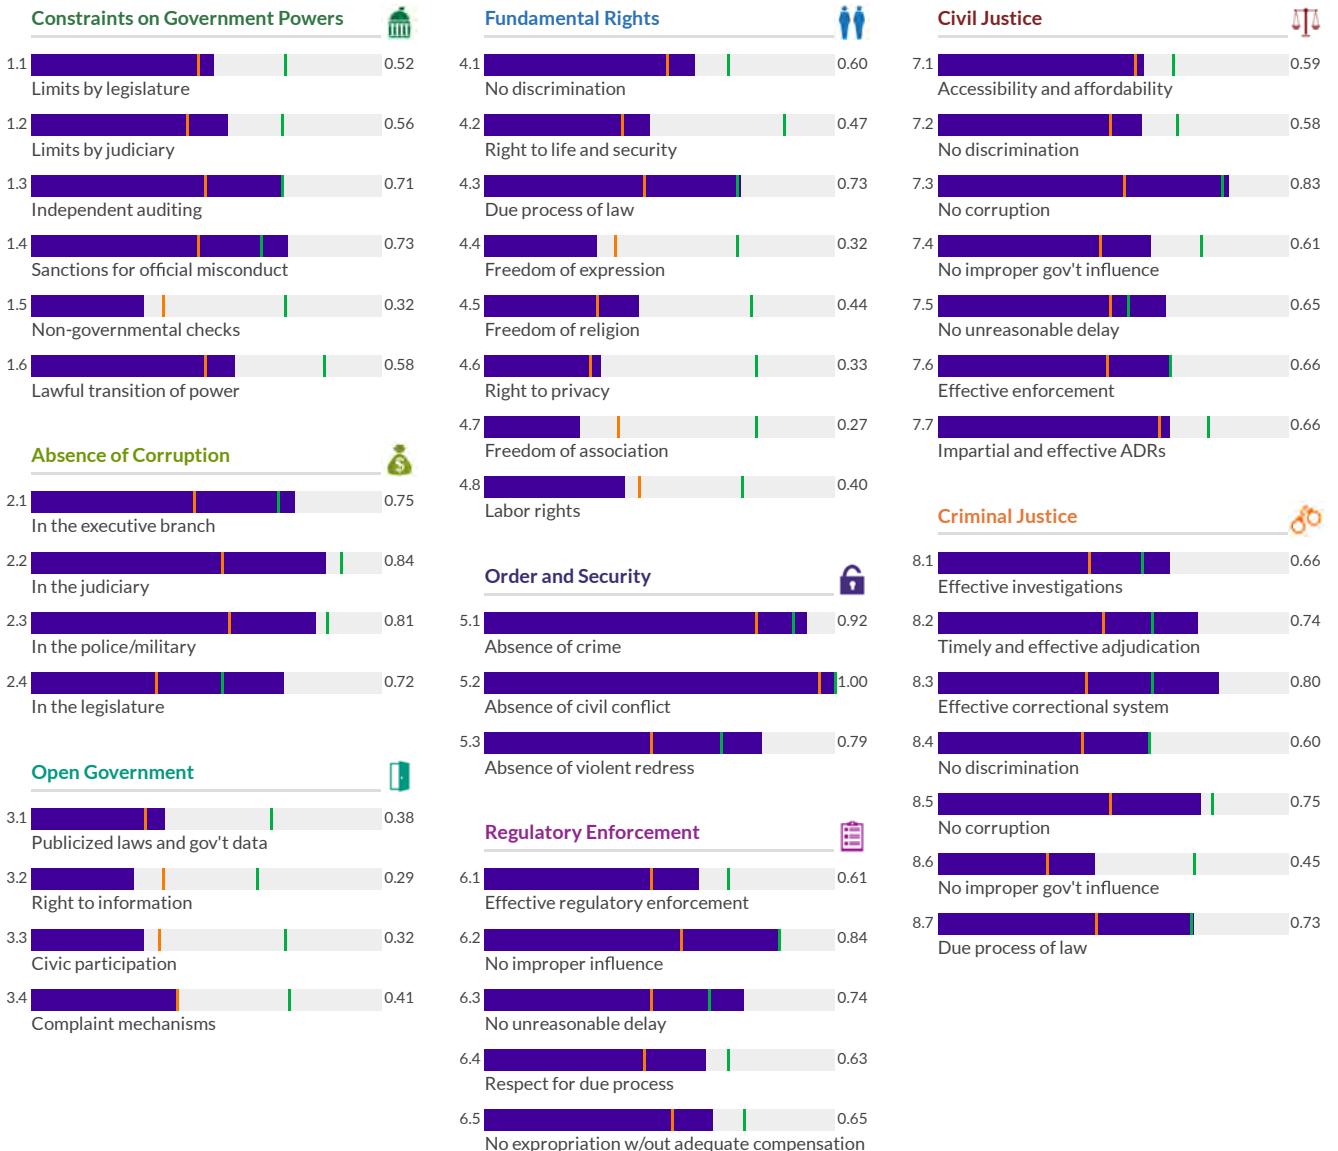 Constraints on Government Powers
1.1 0.52
Limits by legislature
1.2 0.56
Limits by judiciary
1.3 0.71
Independent auditing
1.4 0.73
Sanctions for official misconduct
1.5 0.32
Non-governmental checks
1.6 0.58
Lawful transition of power
Absence of Corruption
2.1 0.75
In the executive branch
2.2 0.84
In the judiciary
2.3 0.81
In the police/military
2.4 0.72
In the legislature
Open Government
3.1 0.38
Publicized laws and gov't data
3.2 0.29
Right to information
3.3 0.32
Civic participation
3.4 0.41
Complaint mechanisms
Fundamental Rights
4.1 0.60
No discrimination
4.2 0.47
Right to life and security
4.3 0.73
Due process of law
4.4 0.32
Freedom of expression
4.5 0.44
Freedom of religion
4.6 0.33
Right to privacy
4.7 0.27
Freedom of association
4.8 0.40
Labor rights
Order and Security
5.1 0.92
Absence of crime
5.2 1.00
Absence of civil conflict
5.3 0.79
Absence of violent redress
Regulatory Enforcement
6.1 0.61
Effective regulatory enforcement
6.2 0.84
No improper influence
6.3 0.74
No unreasonable delay
6.4 0.63
Respect for due process
6.5 0.65
No expropriation w/out adequate compensation
Civil Justice
7.1 0.59
Accessibility and affordability
7.2 0.58
No discrimination
7.3 0.83
No corruption
7.4 0.61
No improper gov't influence
7.5 0.65
No unreasonable delay
7.6 0.66
Effective enforcement
7.7 0.66
Impartial and effective ADRs
Criminal Justice
8.1 0.66
Effective investigations
8.2 0.74
Timely and effective adjudication
8.3 0.80
Effective correctional system
8.4 0.60
No discrimination
8.5 0.75
No corruption
8.6 0.45
No improper gov't influence
8.7 0.73
Due process of law